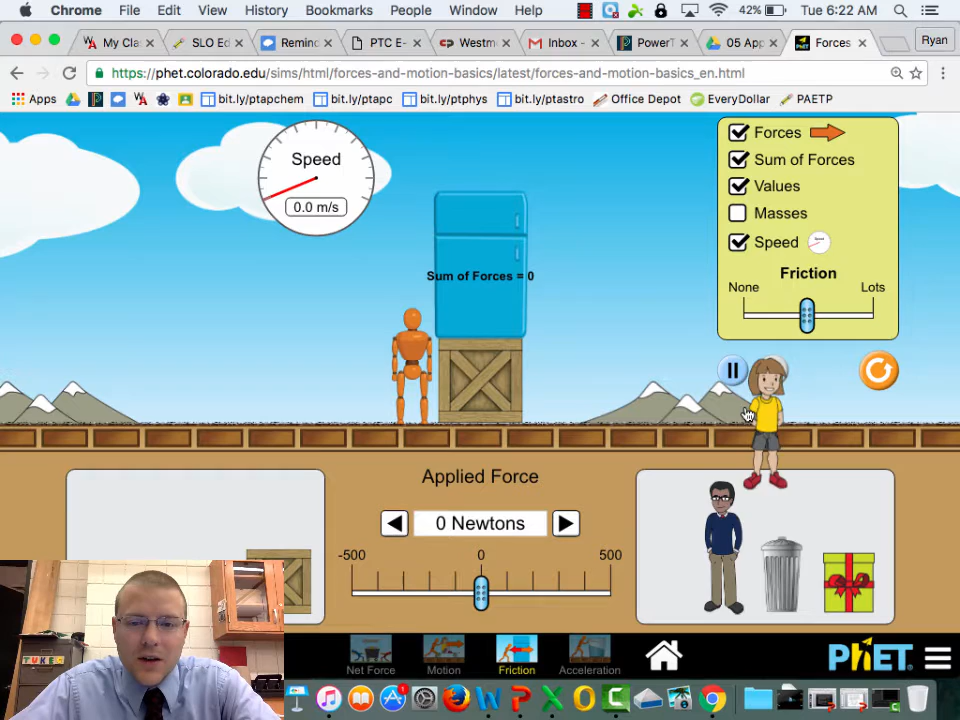 Chrome File Edit View History Bookmarks People Window Help 42% Tue 6:22 AM
My Cla SLO Ed Remin PTC E- Westm Inbox - PowerT 05 App Forces Ryan
https://phet.colorado.edu/sims/html/forces-and-motion-basics/latest/forces-and-motion-basics_en.html
Apps bit.ly/ptapchem bit.ly/ptapc bit.ly/ptphys bit.ly/ptastro Office Depot EveryDollar PAETP
Speed
0.0 m/s
Forces
Sum of Forces
Values
Masses
Speed
Friction
None Lots
Sum of Forces = 0
Applied Force
0 Newtons
-500 0 500
Net Force Motion Friction Acceleration
PhET